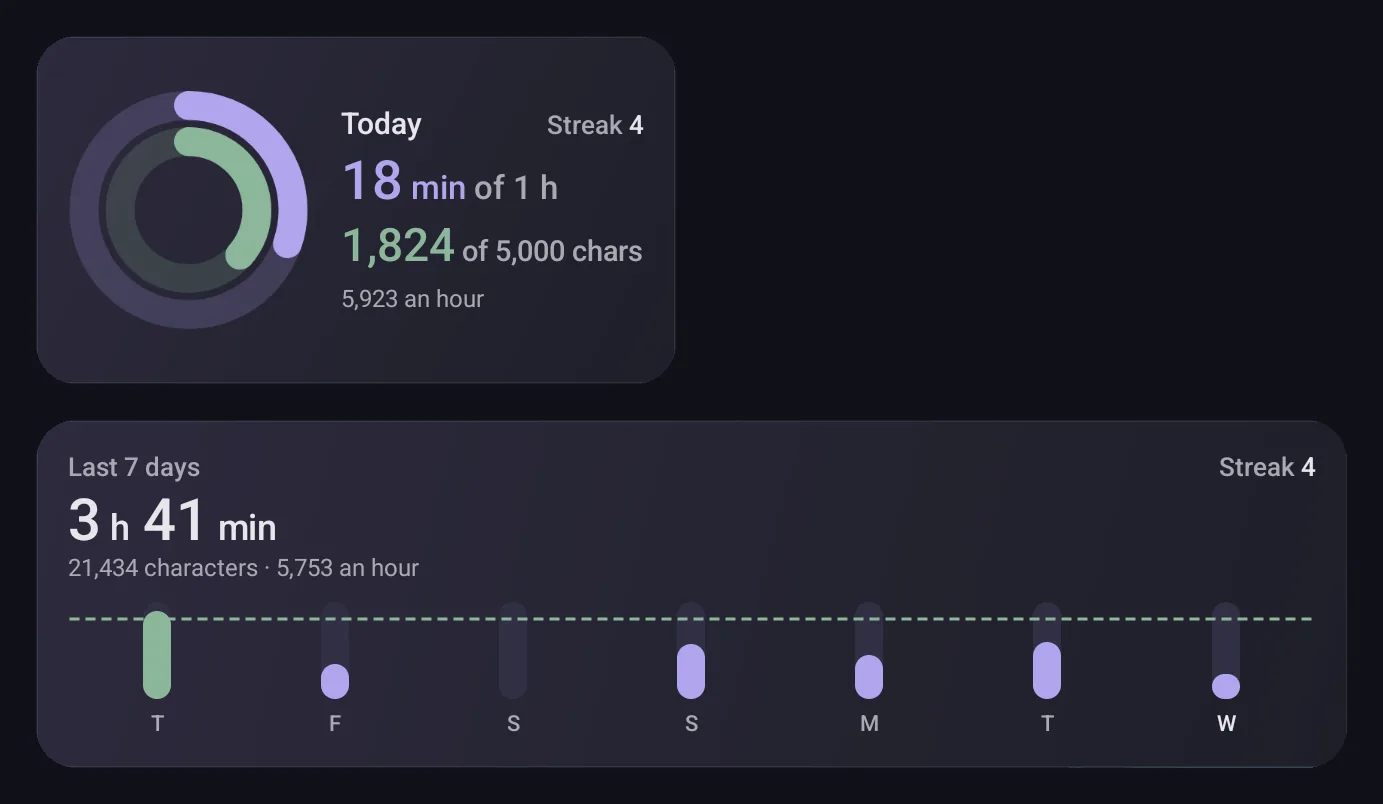 Today Streak 4
18 min of 1 h
1,824 of 5,000 chars
5,923 an hour
Last 7 days Streak 4
3 h 41 min
21,434 characters · 5,753 an hour
T F S S M T W